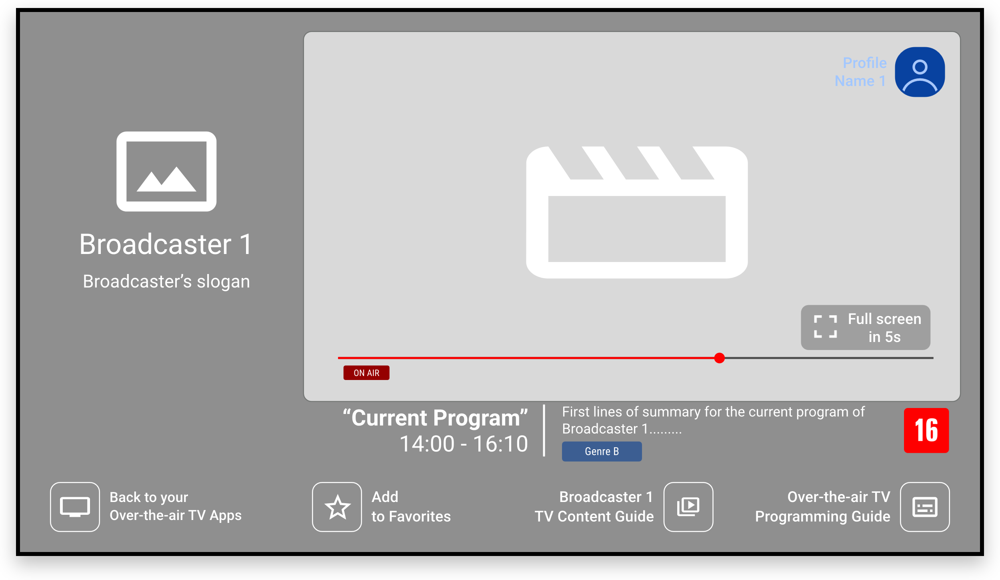 Profile
Name 1
Broadcaster 1
Broadcaster’s slogan
Full screen
in 5s
ON AIR
“Current Program”
14:00 - 16:10
First lines of summary for the current program of
Broadcaster 1.........
Genre B
16
Back to your
Over-the-air TV Apps
Add
to Favorites
Broadcaster 1
TV Content Guide
Over-the-air TV
Programming Guide